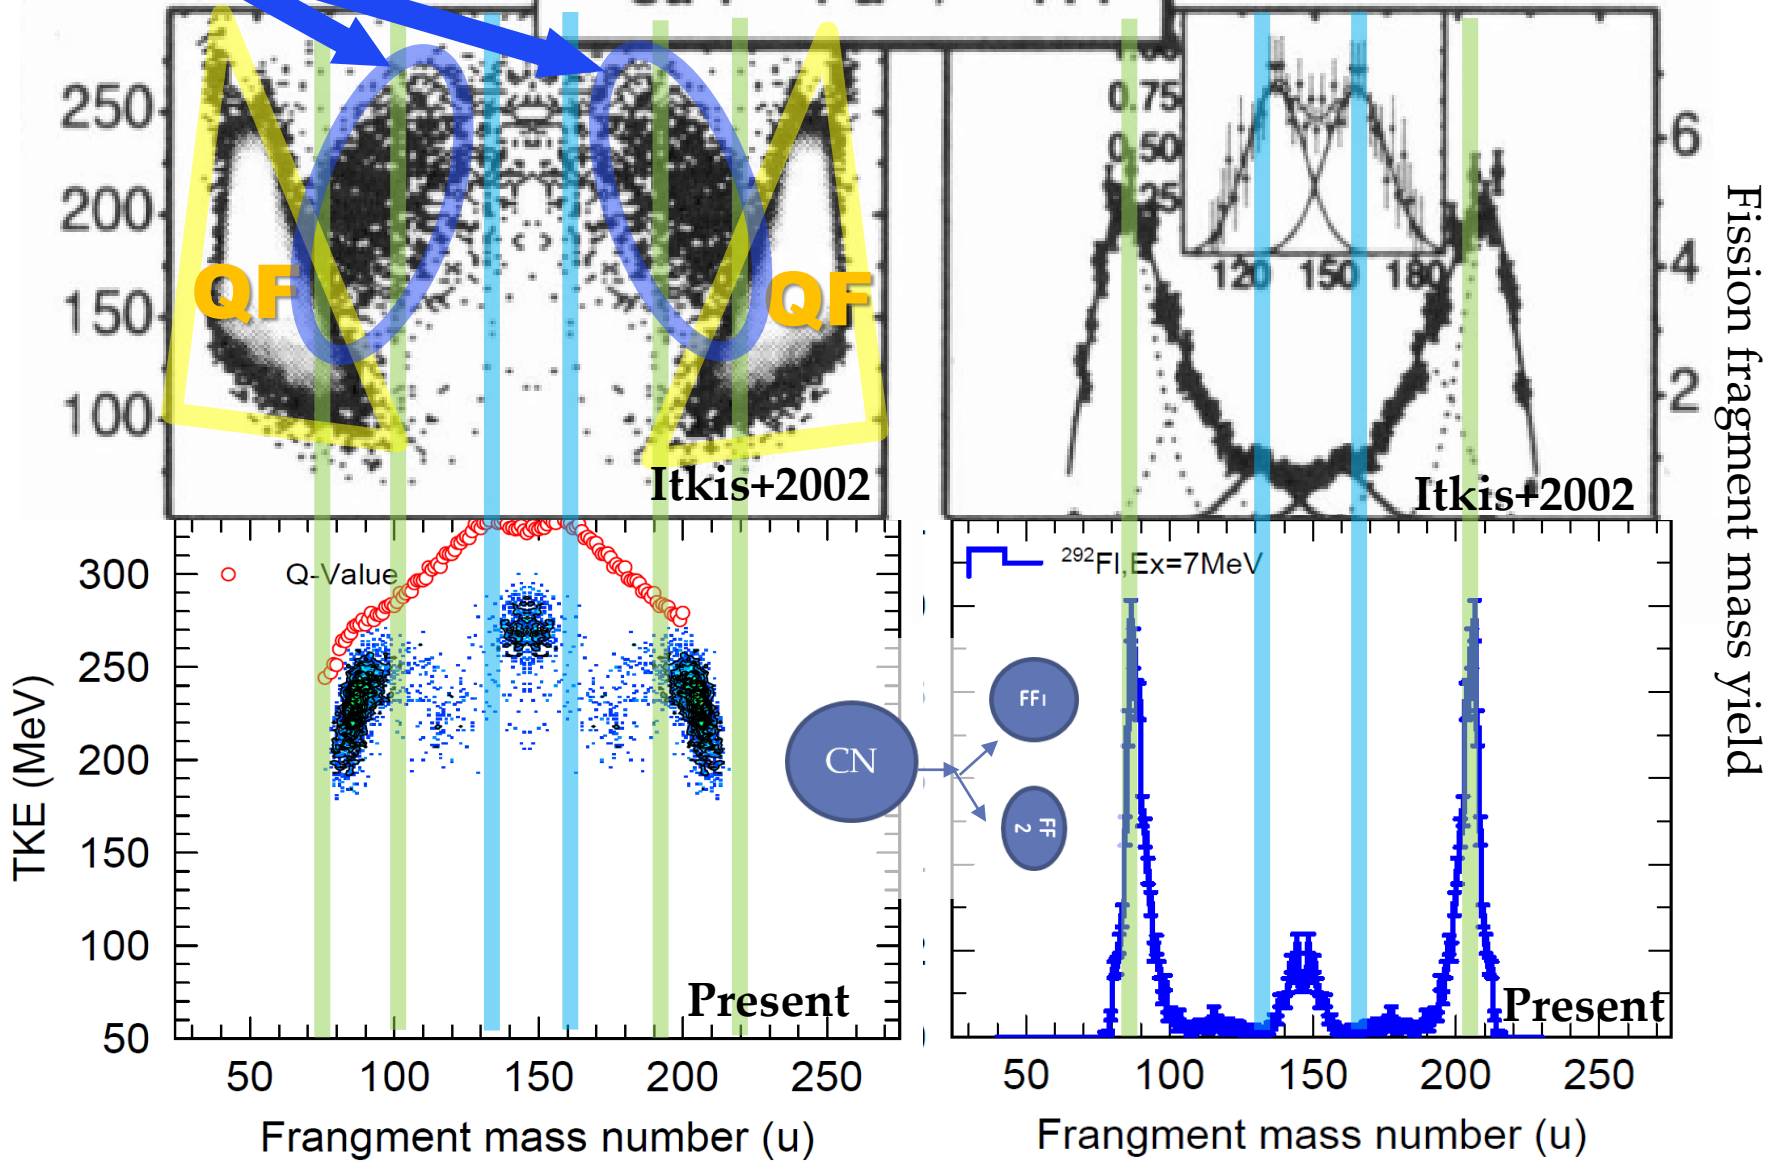 250
200
150
100
QF
QF
Itkis+2002
0.75
0.50
25
120
150
180
6
4
2
Itkis+2002
Fission fragment mass yield
300
250
200
150
100
50
Q-Value
TKE (MeV)
Present
50
100
150
200
250
Frangment mass number (u)
CN
FF1
FF
2
²⁹²Fl,Ex=7MeV
Present
50
100
150
200
250
Frangment mass number (u)